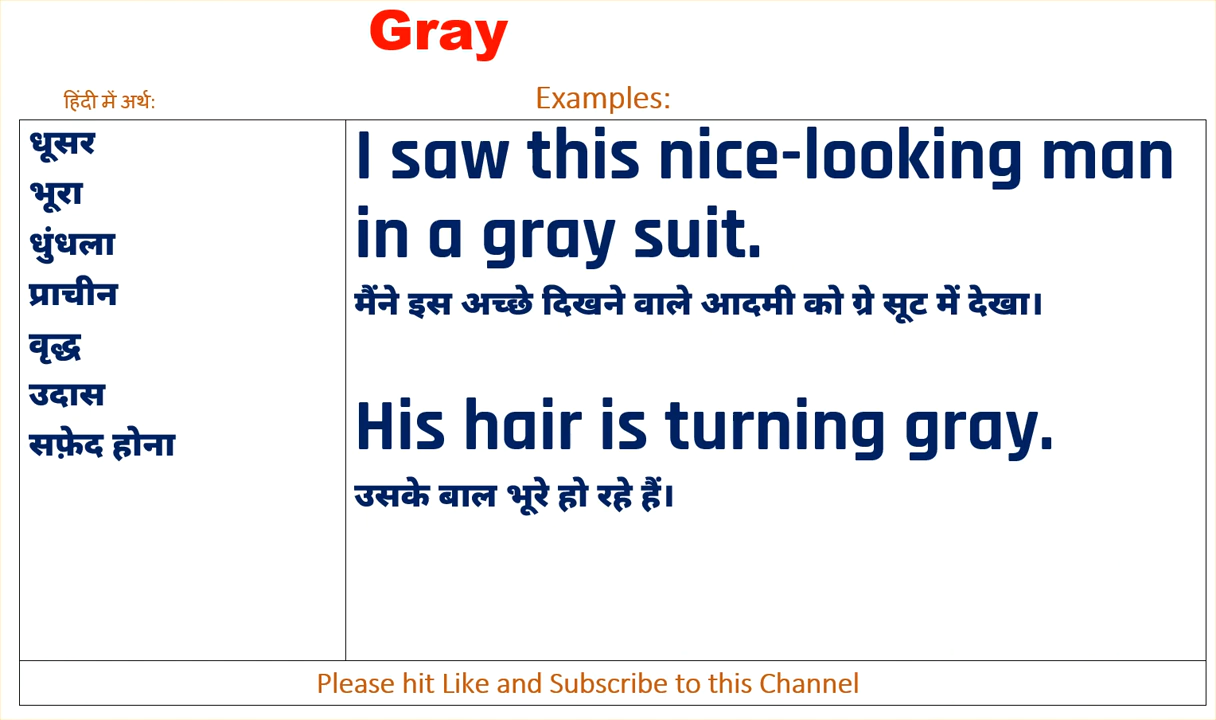 Gray
हिंदी में अर्थ:
Examples:
धूसर
भूरा
धुंधला
प्राचीन
वृद्ध
उदास
सफ़ेद होना
I saw this nice-looking man
in a gray suit.
मैंने इस अच्छे दिखने वाले आदमी को ग्रे सूट में देखा।
His hair is turning gray.
उसके बाल भूरे हो रहे हैं।
Please hit Like and Subscribe to this Channel